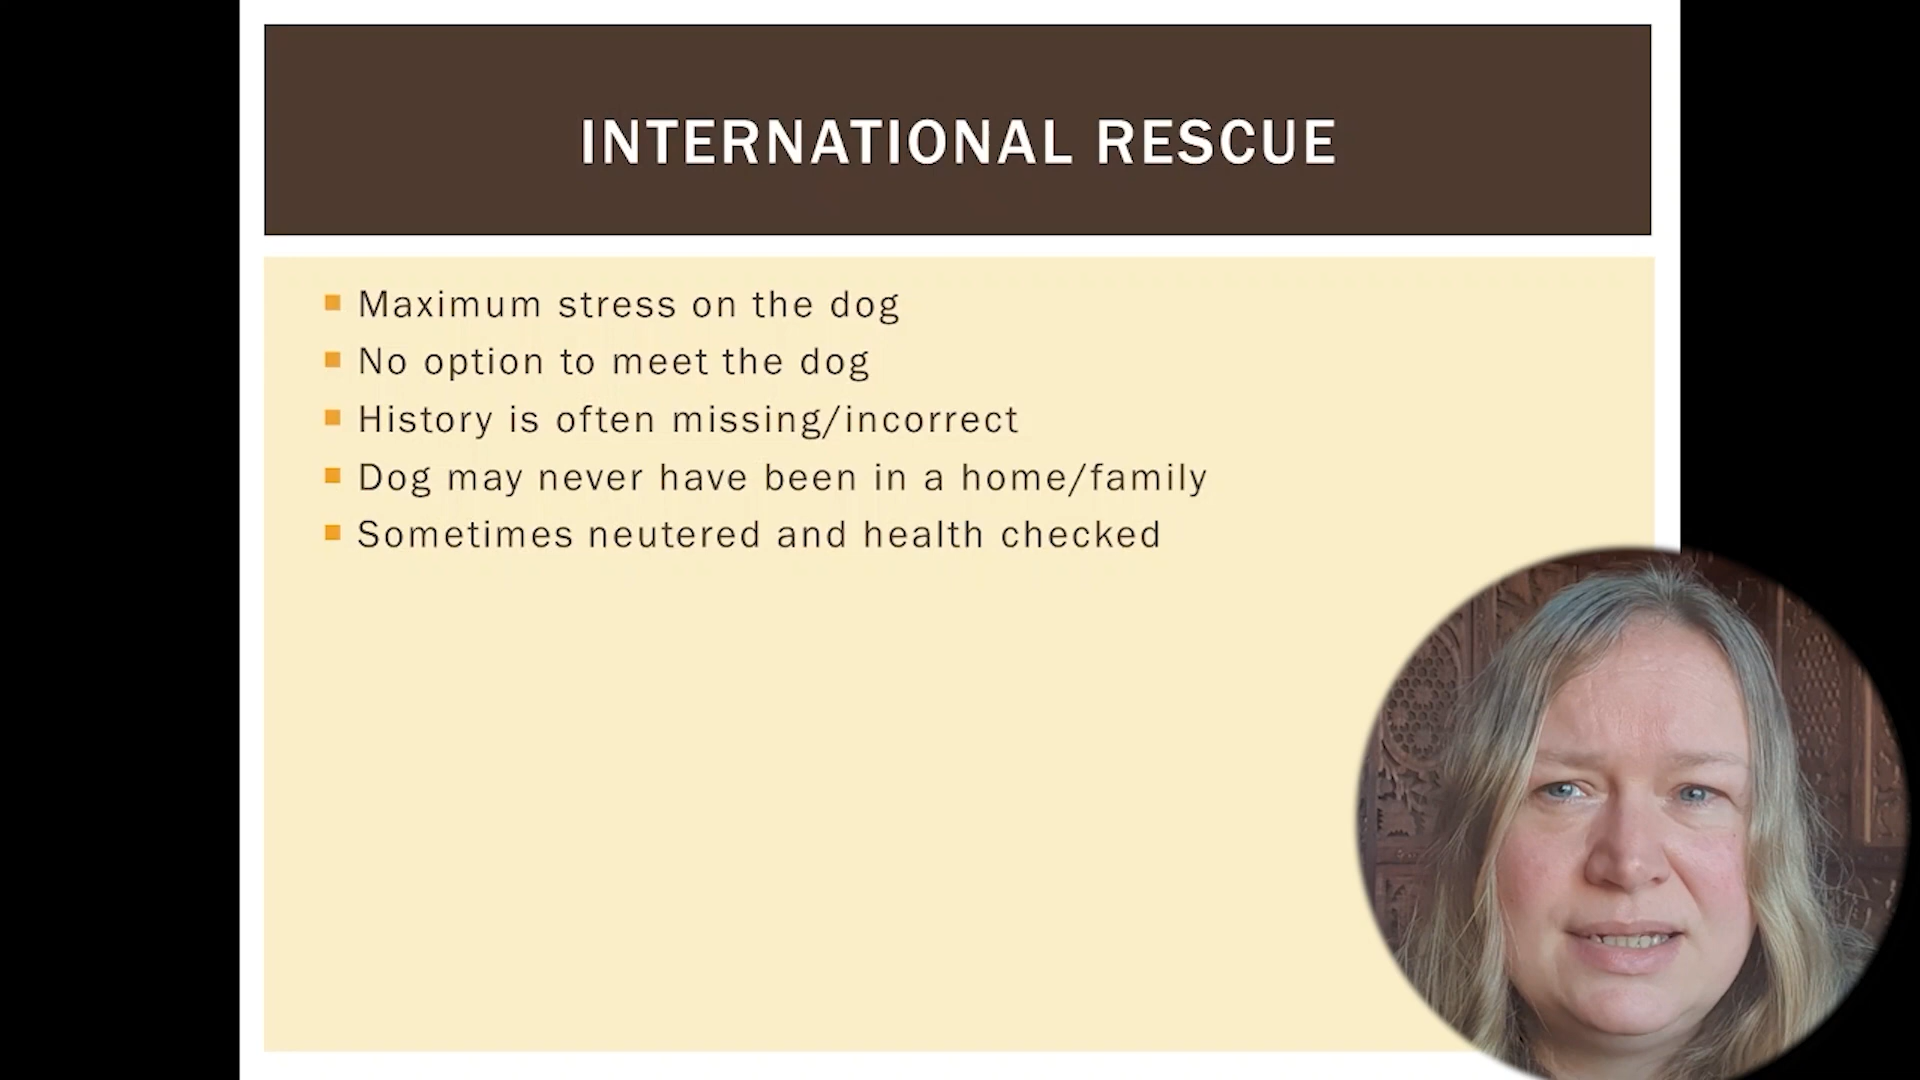 INTERNATIONAL RESCUE
Maximum stress on the dog
No option to meet the dog
History is often missing/incorrect
Dog may never have been in a home/family
Sometimes neutered and health checked